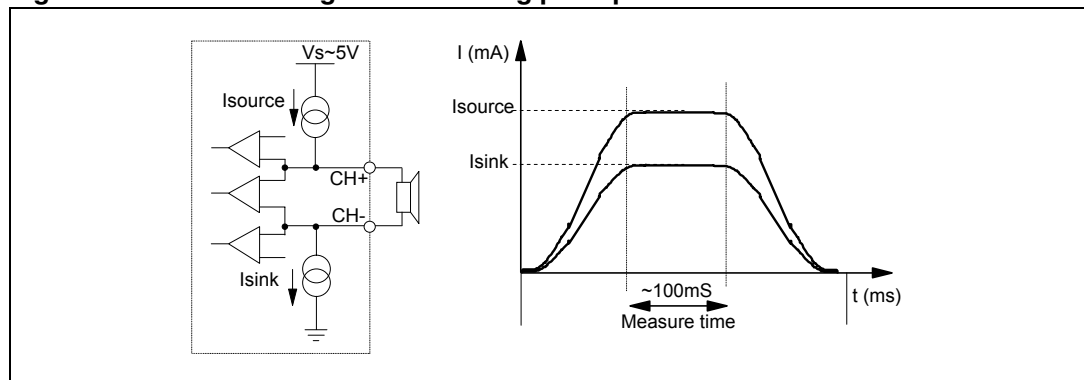 Vs~5V
Isource
CH+
CH-
Isink
I (mA)
Isource
Isink
~100mS
Measure time
t (ms)